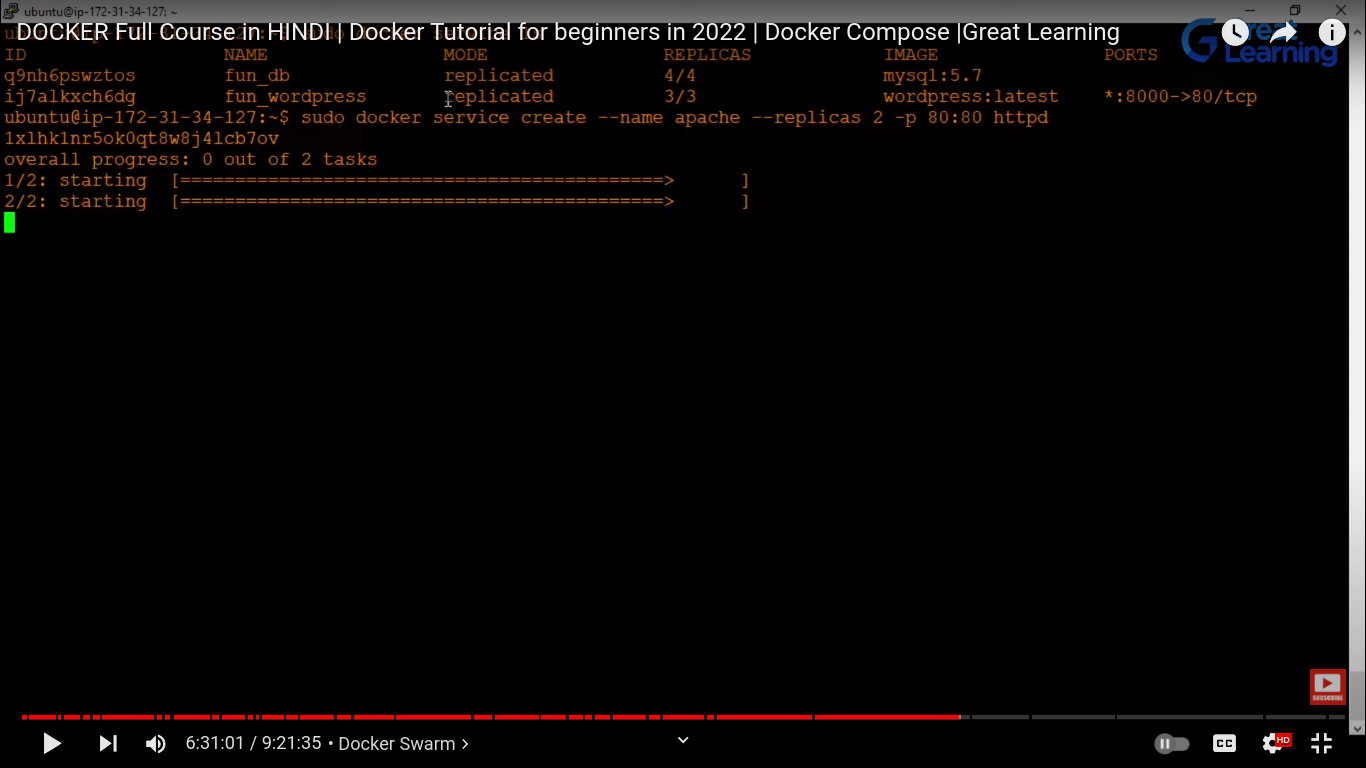 ubuntu@ip-172-31-34-127: ~
DOCKER Full Course in HINDI | Docker Tutorial for beginners in 2022 | Docker Compose |Great Learning
Great Learning
ID NAME MODE REPLICAS IMAGE PORTS
q9nh6pswztos fun_db replicated 4/4 mysql:5.7
ij7alkxch6dg fun_wordpress replicated 3/3 wordpress:latest *:8000->80/tcp
ubuntu@ip-172-31-34-127:~$ sudo docker service create --name apache --replicas 2 -p 80:80 httpd
1xlhk1nr5ok0qt8w8j4lcb7ov
overall progress: 0 out of 2 tasks
1/2: starting [============================================> ]
2/2: starting [============================================> ]
SUBSCRIBE
6:31:01 / 9:21:35 • Docker Swarm >
CC
HD